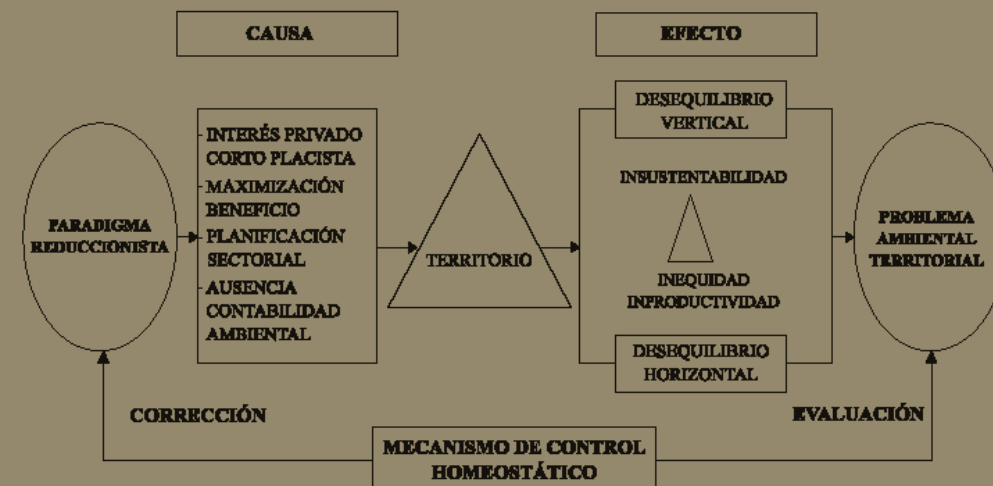 CAUSA
EFECTO
PARADIGMA
REDUCCIONISTA
INTERÉS PRIVADO
CORTO PLACISTA
MAXIMIZACIÓN
BENEFICIO
PLANIFICACIÓN
SECTORIAL
AUSENCIA
CONTABILIDAD
AMBIENTAL
TERRITORIO
DESEQUILIBRIO
VERTICAL
INSUSTENTABILIDAD
INEQUIDAD
INPRODUCTIVIDAD
DESEQUILIBRIO
HORIZONTAL
PROBLEMA
AMBIENTAL
TERRITORIAL
CORRECCIÓN
EVALUACIÓN
MECANISMO DE CONTROL
HOMEOSTÁTICO